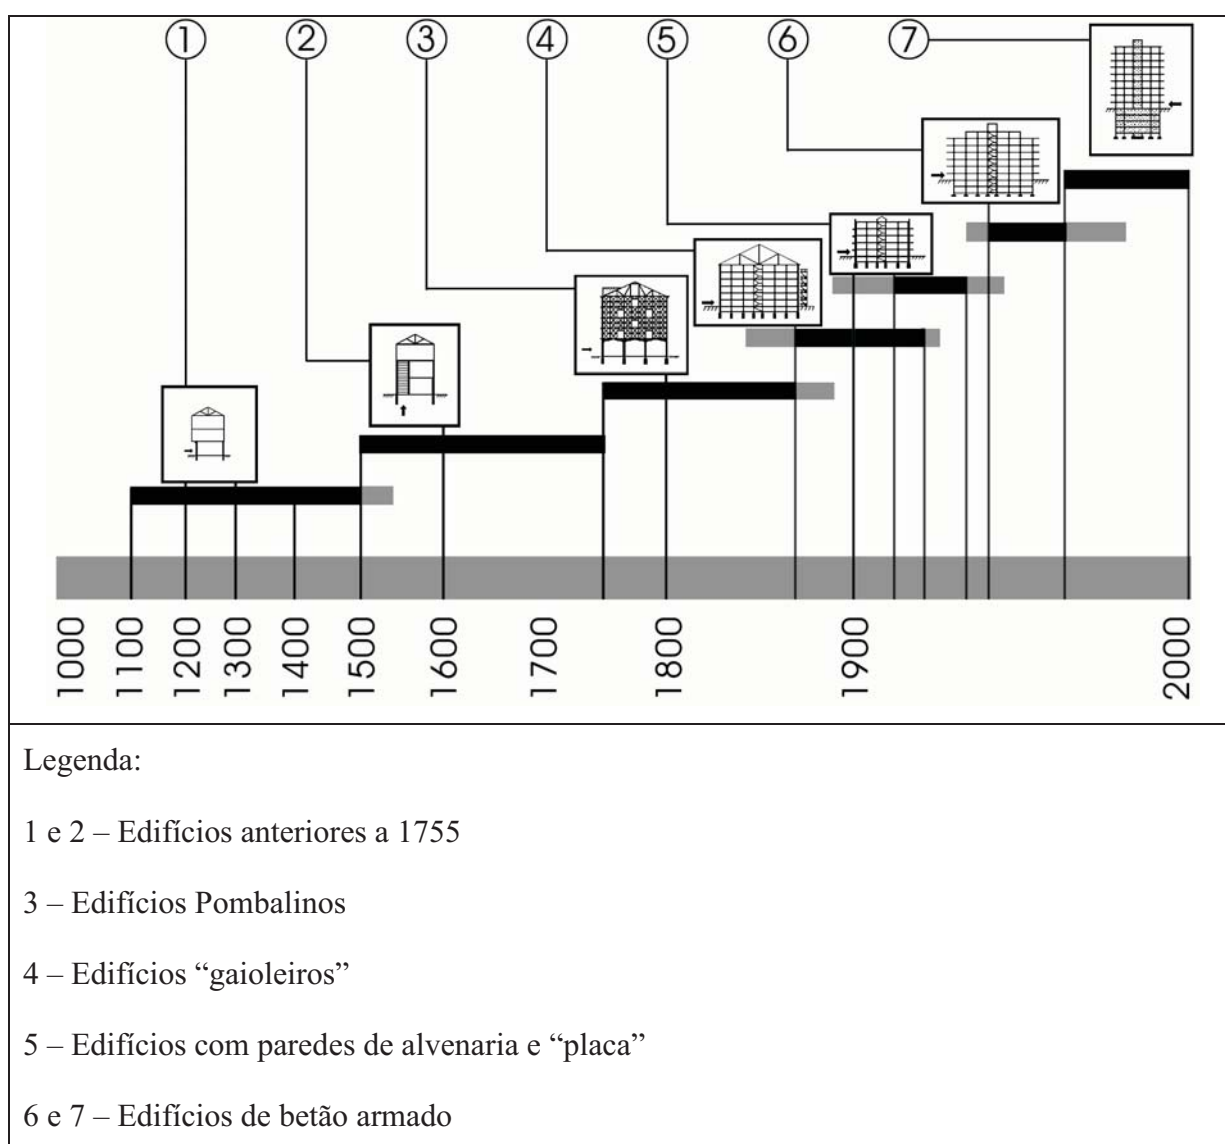 1 2 3 4 5 6 7
1000 1100 1200 1300 1400 1500 1600 1700 1800 1900 2000
Legenda:
1 e 2 – Edifícios anteriores a 1755
3 – Edifícios Pombalinos
4 – Edifícios “gaioleiros”
5 – Edifícios com paredes de alvenaria e “placa”
6 e 7 – Edifícios de betão armado